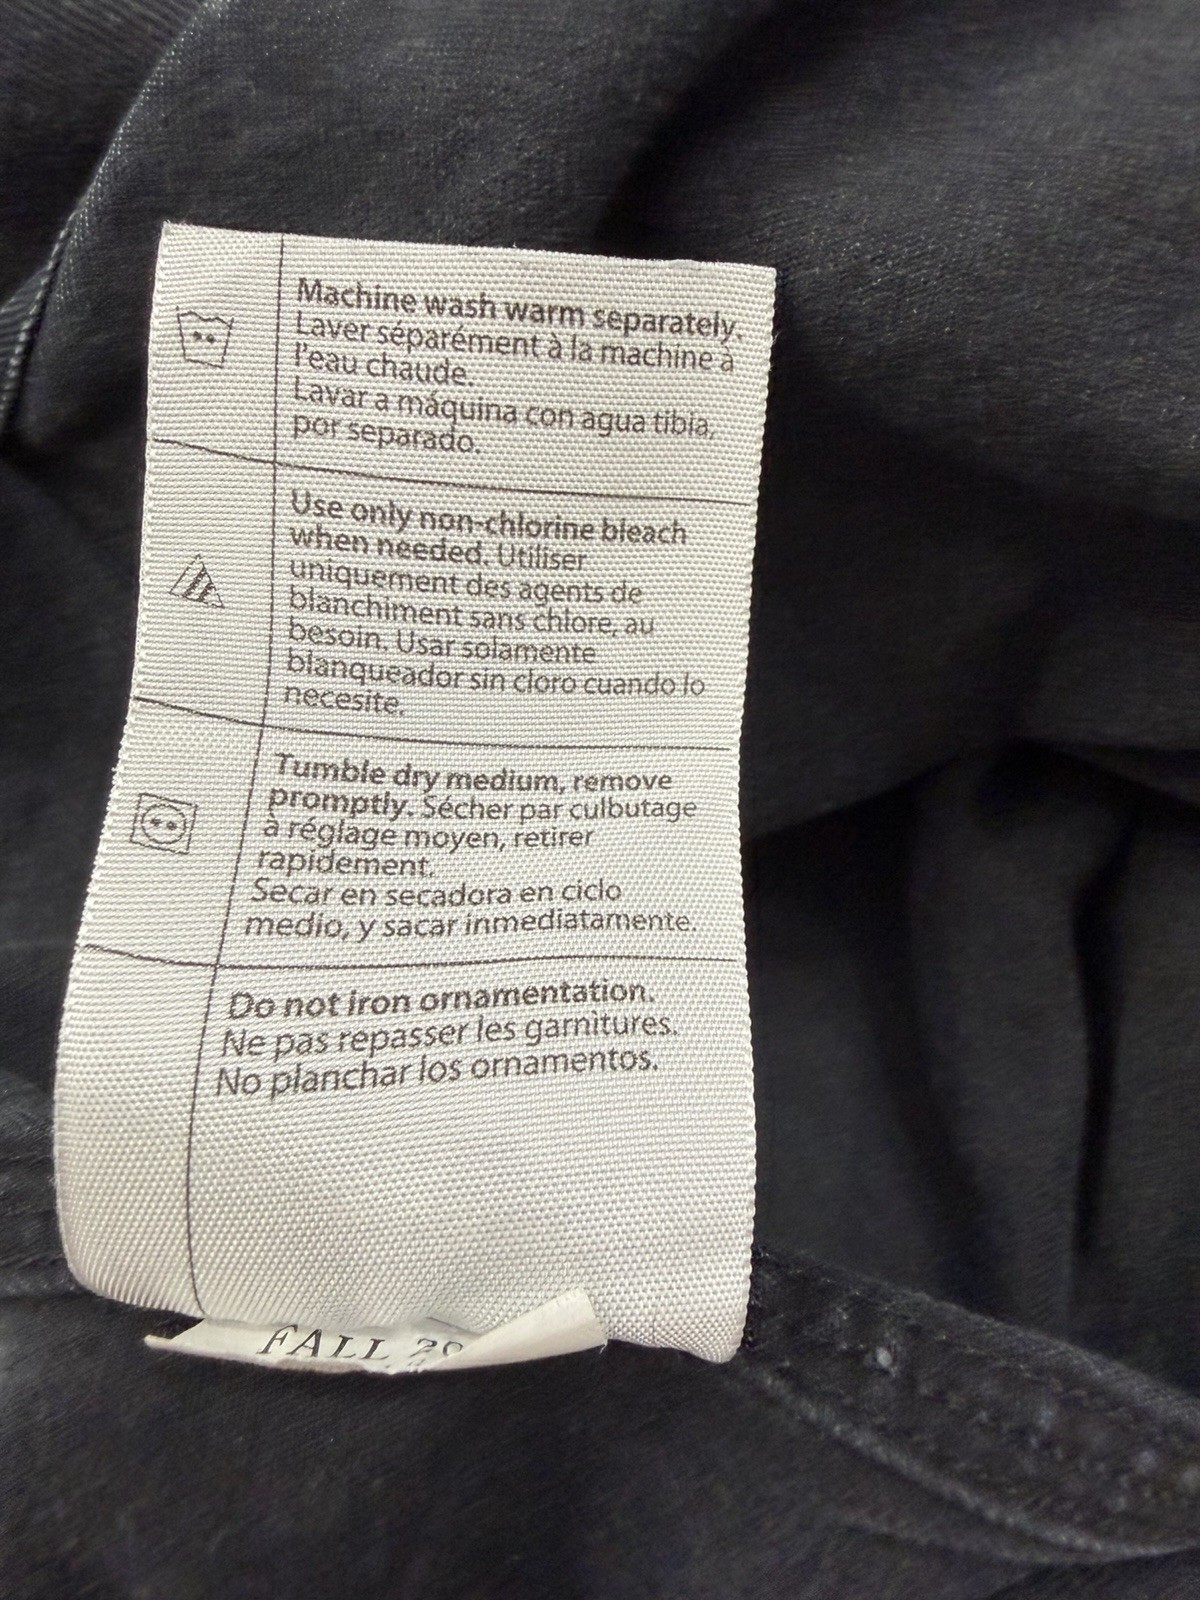 Machine wash warm separately.
Laver séparément à la machine à
l'eau chaude.
Lavar a máquina con agua tibia,
por separado.
Use only non-chlorine bleach
when needed. Utiliser
uniquement des agents de
blanchiment sans chlore, au
besoin. Usar solamente
blanqueador sin cloro cuando lo
necesite.
Tumble dry medium, remove
promptly. Sécher par culbutage
à réglage moyen, retirer
rapidement.
Secar en secadora en ciclo
medio, y sacar inmediatamente.
Do not iron ornamentation.
Ne pas repasser les garnitures.
No planchar los ornamentos.
FALL